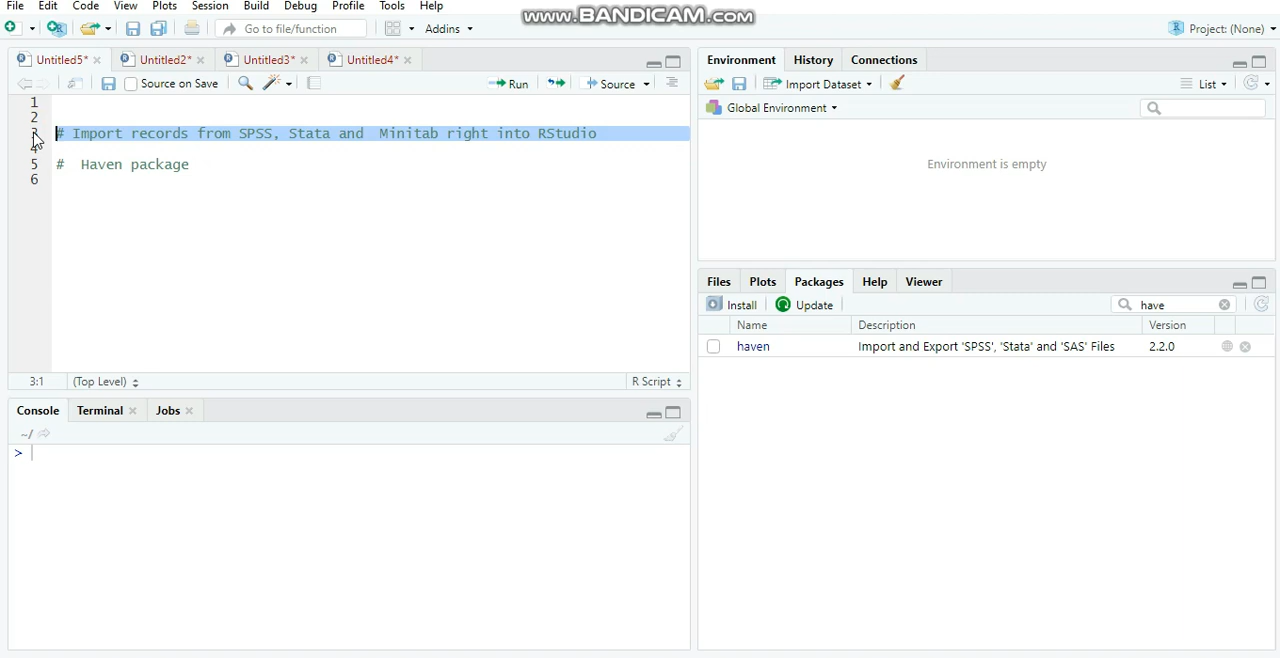 File Edit Code View Plots Session Build Debug Profile Tools Help
www.BANDICAM.com
Go to file/function Addins Project: (None)
Untitled5* Untitled2* Untitled3* Untitled4*
Source on Save Run Source
1
2
3 # Import records from SPSS, Stata and  Minitab right into RStudio
4
5 #  Haven package
6
3:1 (Top Level) R Script
Console Terminal Jobs
~/
>
Environment History Connections
Import Dataset List
Global Environment
Environment is empty
Files Plots Packages Help Viewer
Install Update have
Name Description Version
haven Import and Export 'SPSS', 'Stata' and 'SAS' Files 2.2.0